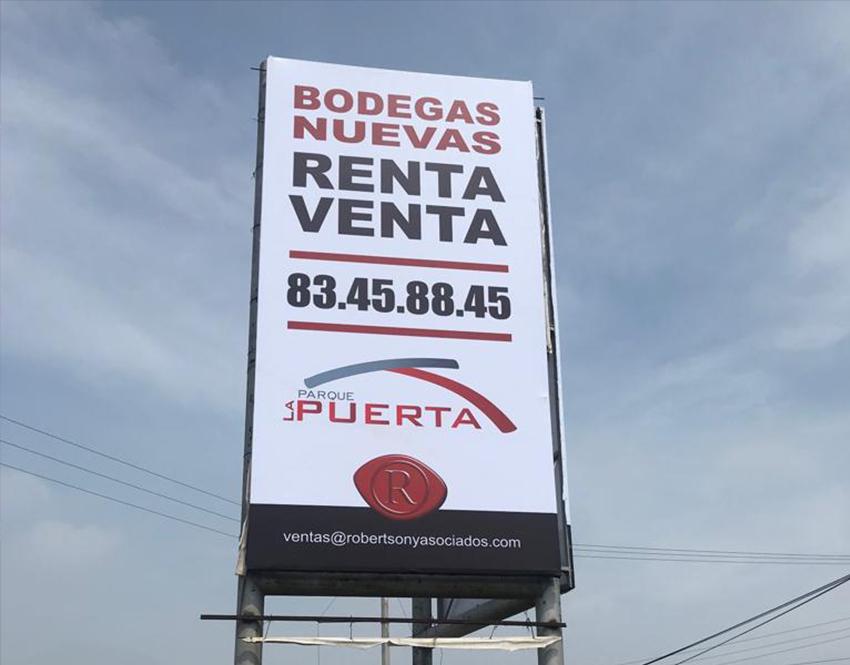 BODEGAS
NUEVAS
RENTA
VENTA
83.45.88.45
PARQUE
LA PUERTA
R
ventas@robertsonyasociados.com